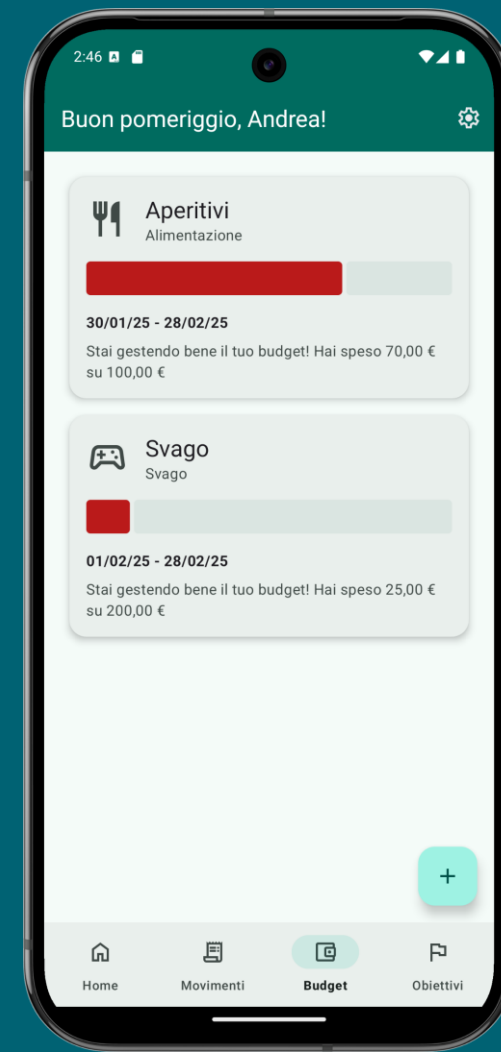 2:46
Buon pomeriggio, Andrea!
Aperitivi
Alimentazione
30/01/25 - 28/02/25
Stai gestendo bene il tuo budget! Hai speso 70,00 €
su 100,00 €
Svago
Svago
01/02/25 - 28/02/25
Stai gestendo bene il tuo budget! Hai speso 25,00 €
su 200,00 €
+
Home Movimenti Budget Obiettivi